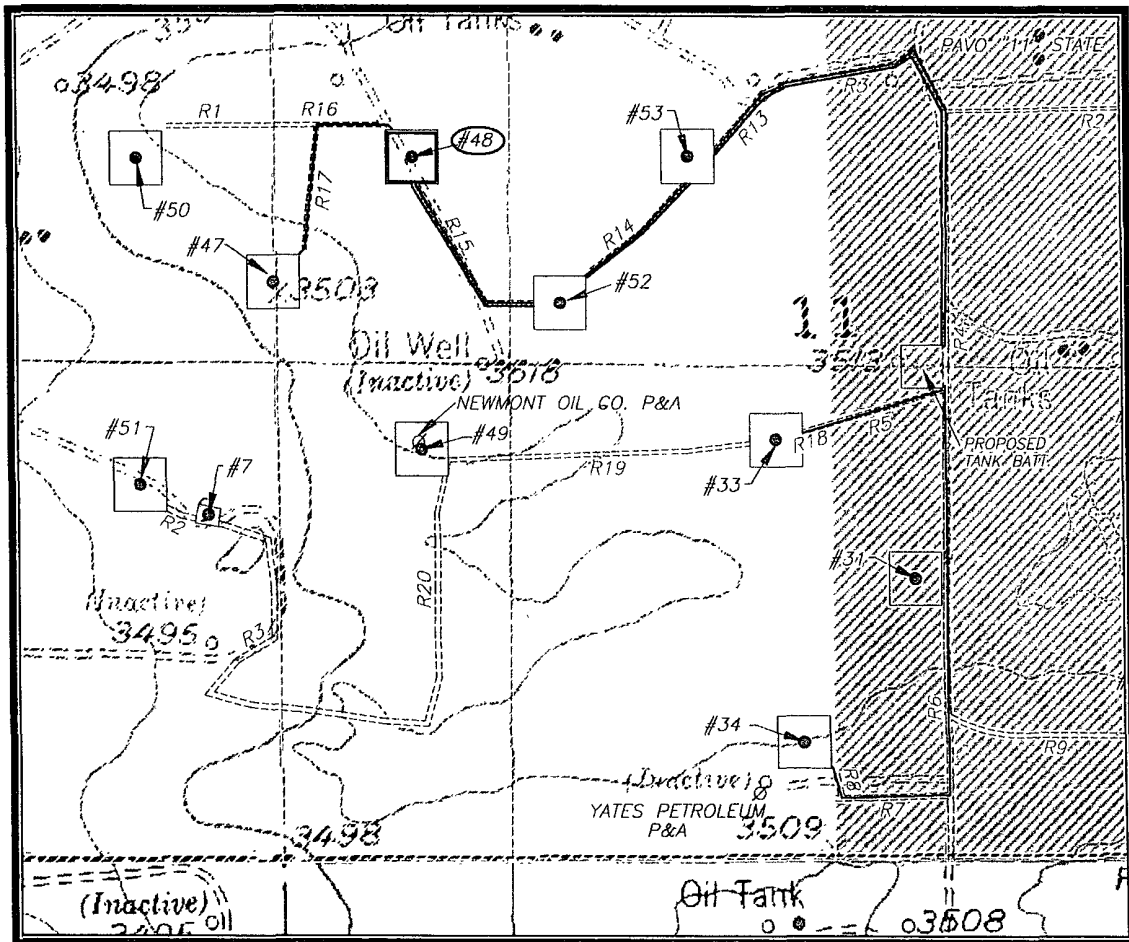 Oil Tanks
PAVO "11" STATE
3498
R1
R16
#48
#53
R3
R13
R2
#50
R17
#47
3503
R15
R14
#52
11
R4
Oil Well
(Inactive)
3518
3513
Oil
Tanks
NEWMONT OIL CO. P&A
#49
#51
#7
R2
R19
R18
R5
#33
PROPOSED
TANK BATT.
#31
R20
(Inactive)
3495
R3
#34
R6
R9
(Inactive)
R8
R7
YATES PETROLEUM
P&A
3509
3498
(Inactive)
Oil Tank
3508